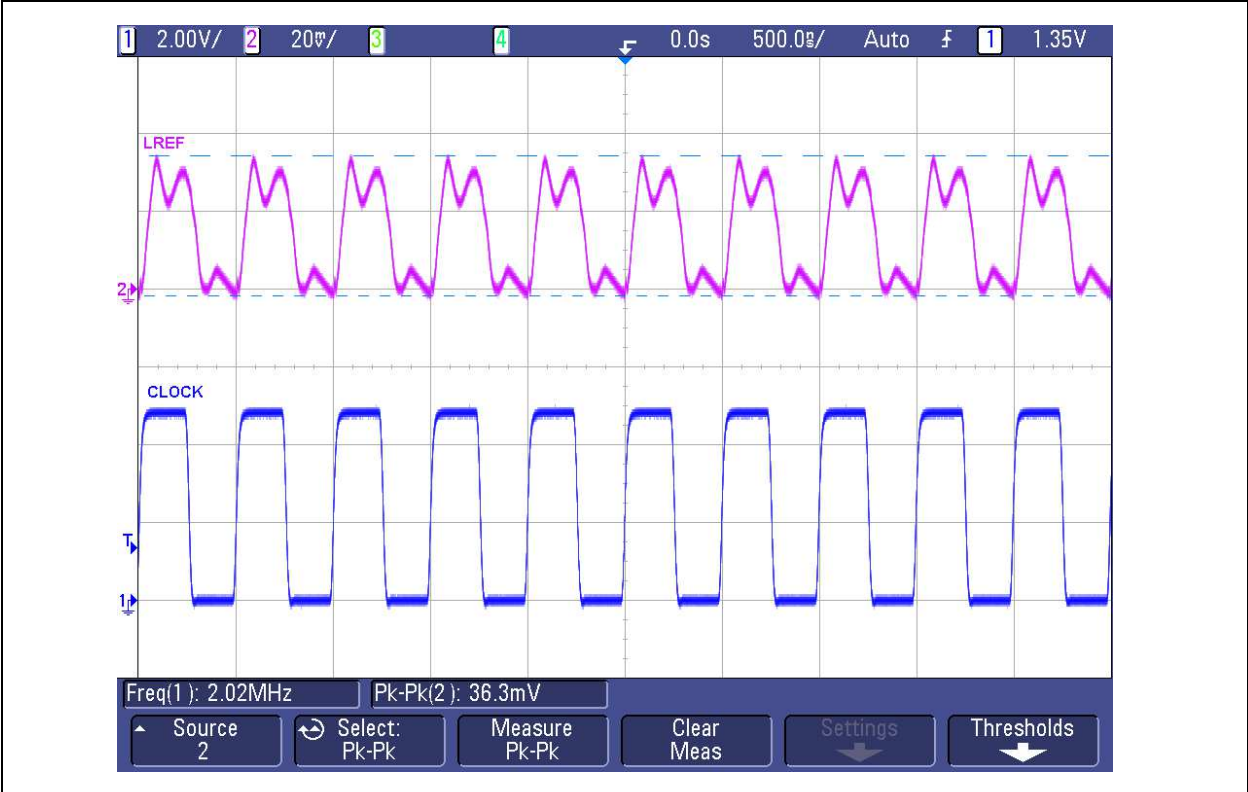 1 2.00V/ 2 20mV/ 3 4 0.0s 500.0ns/ Auto 1 1.35V
LREF
2
CLOCK
T
1
Freq(1): 2.02MHz Pk-Pk(2): 36.3mV
Source
2
Select:
Pk-Pk
Measure
Pk-Pk
Clear
Meas
Settings
Thresholds